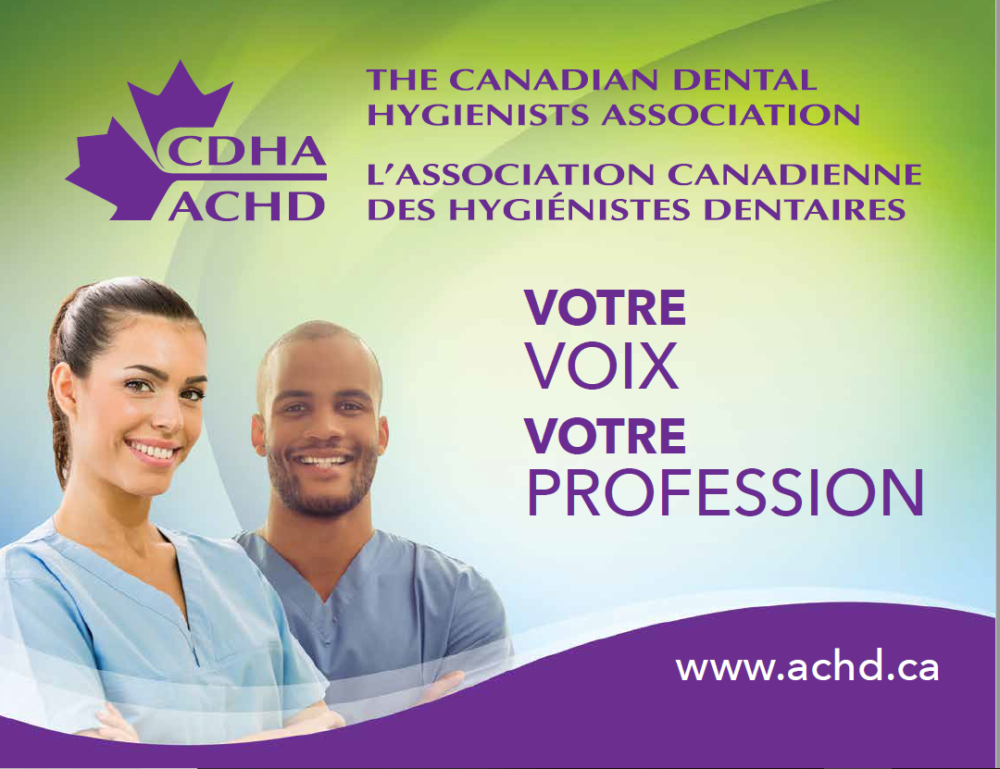 CDHA
ACHD
THE CANADIAN DENTAL
HYGIENISTS ASSOCIATION
L’ASSOCIATION CANADIENNE
DES HYGIÉNISTES DENTAIRES
VOTRE
VOIX
VOTRE
PROFESSION
www.achd.ca